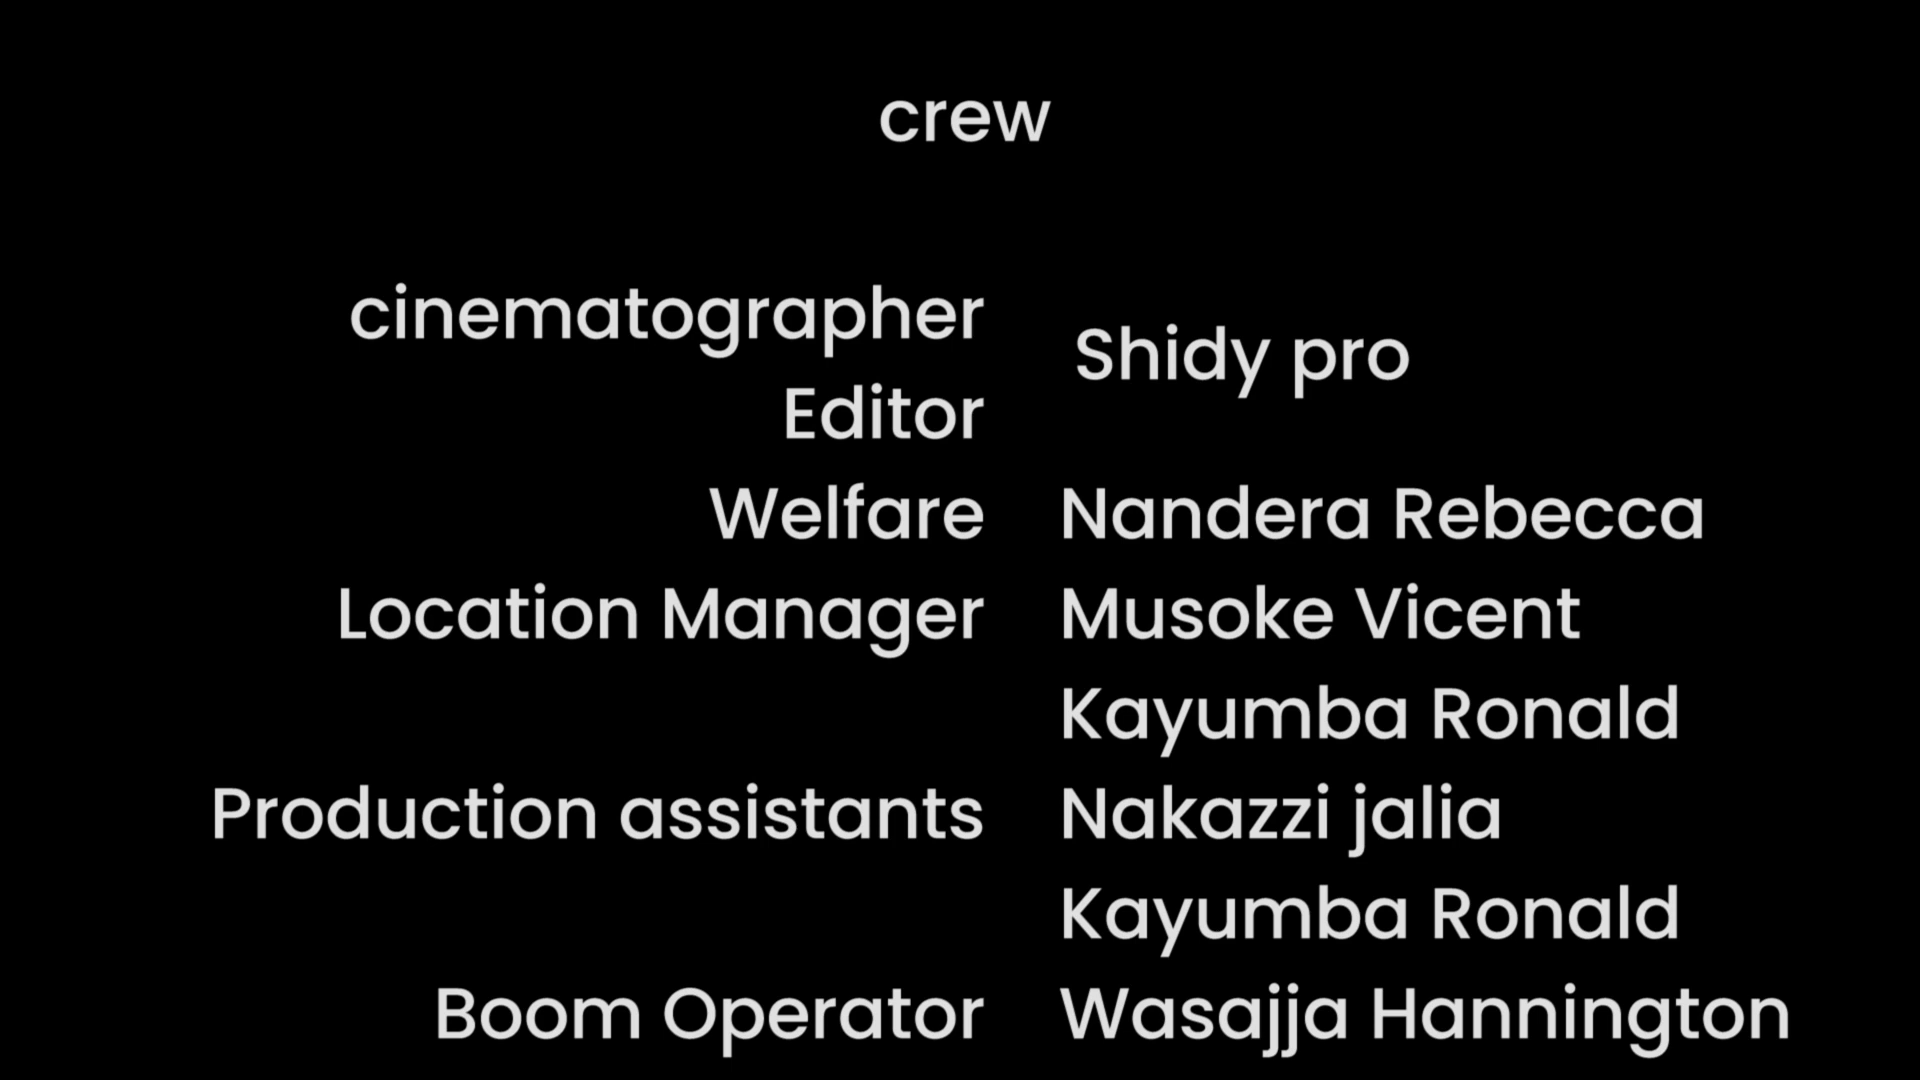 crew
cinematographer
Shidy pro
Editor
Welfare Nandera Rebecca
Location Manager Musoke Vicent
Kayumba Ronald
Production assistants Nakazzi jalia
Kayumba Ronald
Boom Operator Wasajja Hannington